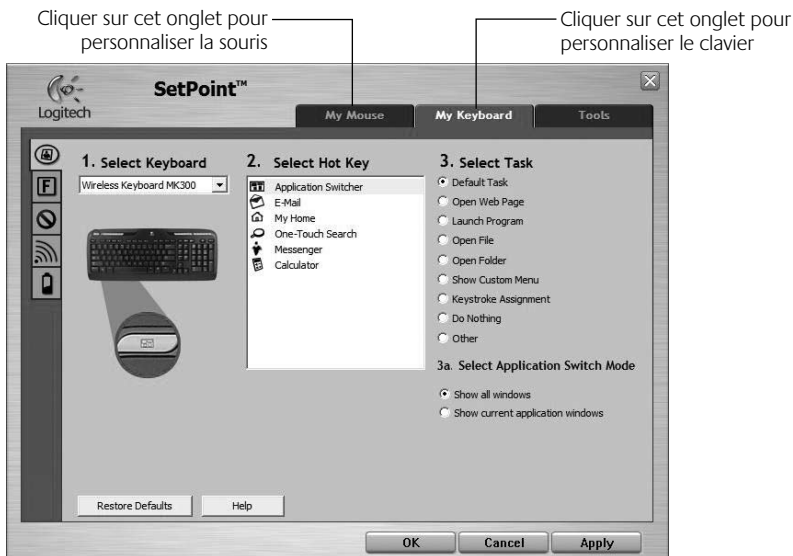 Cliquer sur cet onglet pour
personnaliser la souris
Cliquer sur cet onglet pour
personnaliser le clavier
Logitech
SetPoint™
My Mouse
My Keyboard
Tools
1. Select Keyboard
Wireless Keyboard MK300
2. Select Hot Key
Application Switcher
E-Mail
My Home
One-Touch Search
Messenger
Calculator
3. Select Task
Default Task
Open Web Page
Launch Program
Open File
Open Folder
Show Custom Menu
Keystroke Assignment
Do Nothing
Other
3a. Select Application Switch Mode
Show all windows
Show current application windows
F
Restore Defaults
Help
OK
Cancel
Apply